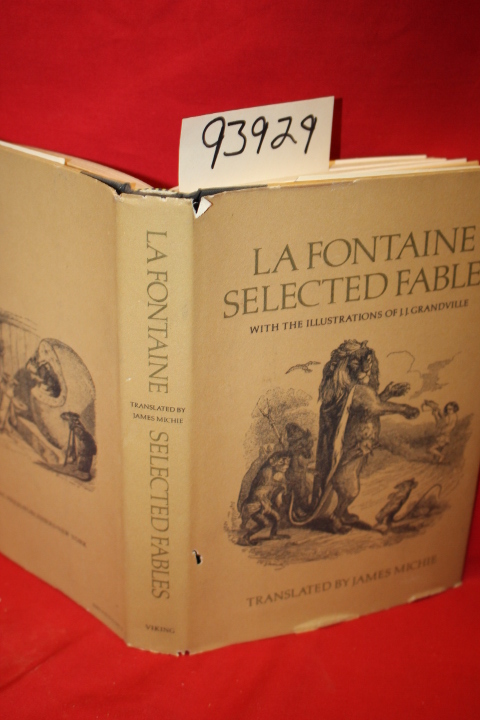 93929
LA FONTAINE
SELECTED FABLE
WITH THE ILLUSTRATIONS OF J.J. GRANDVILLE
TRANSLATED BY JAMES MICHIE
LA FONTAINE
TRANSLATED BY
JAMES MICHIE
SELECTED FABLES
VIKING